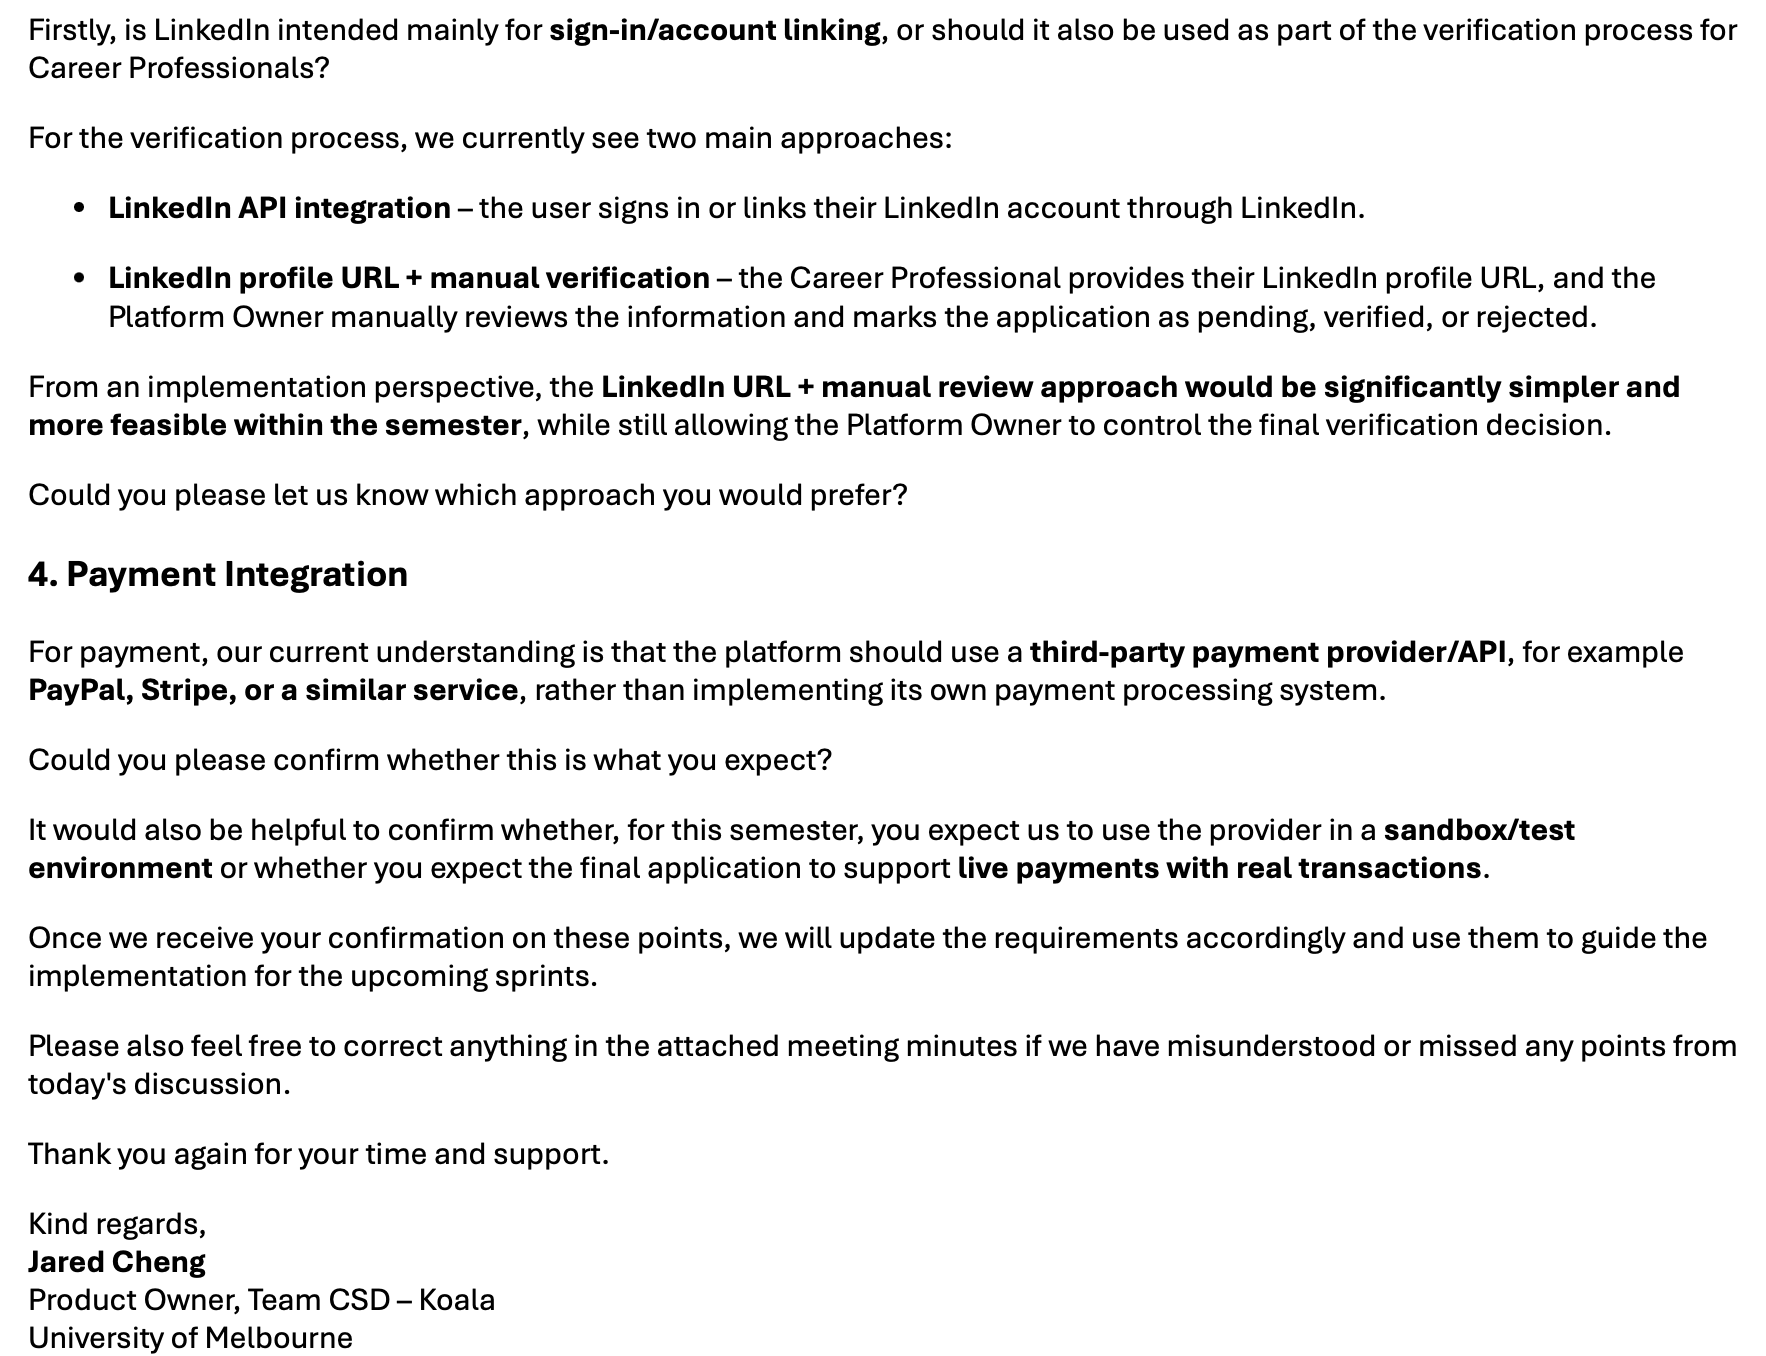 Firstly, is LinkedIn intended mainly for sign-in/account linking, or should it also be used as part of the verification process for
Career Professionals?
For the verification process, we currently see two main approaches:
• LinkedIn API integration – the user signs in or links their LinkedIn account through LinkedIn.
• LinkedIn profile URL + manual verification – the Career Professional provides their LinkedIn profile URL, and the
Platform Owner manually reviews the information and marks the application as pending, verified, or rejected.
From an implementation perspective, the LinkedIn URL + manual review approach would be significantly simpler and
more feasible within the semester, while still allowing the Platform Owner to control the final verification decision.
Could you please let us know which approach you would prefer?
4. Payment Integration
For payment, our current understanding is that the platform should use a third-party payment provider/API, for example
PayPal, Stripe, or a similar service, rather than implementing its own payment processing system.
Could you please confirm whether this is what you expect?
It would also be helpful to confirm whether, for this semester, you expect us to use the provider in a sandbox/test
environment or whether you expect the final application to support live payments with real transactions.
Once we receive your confirmation on these points, we will update the requirements accordingly and use them to guide the
implementation for the upcoming sprints.
Please also feel free to correct anything in the attached meeting minutes if we have misunderstood or missed any points from
today's discussion.
Thank you again for your time and support.
Kind regards,
Jared Cheng
Product Owner, Team CSD – Koala
University of Melbourne